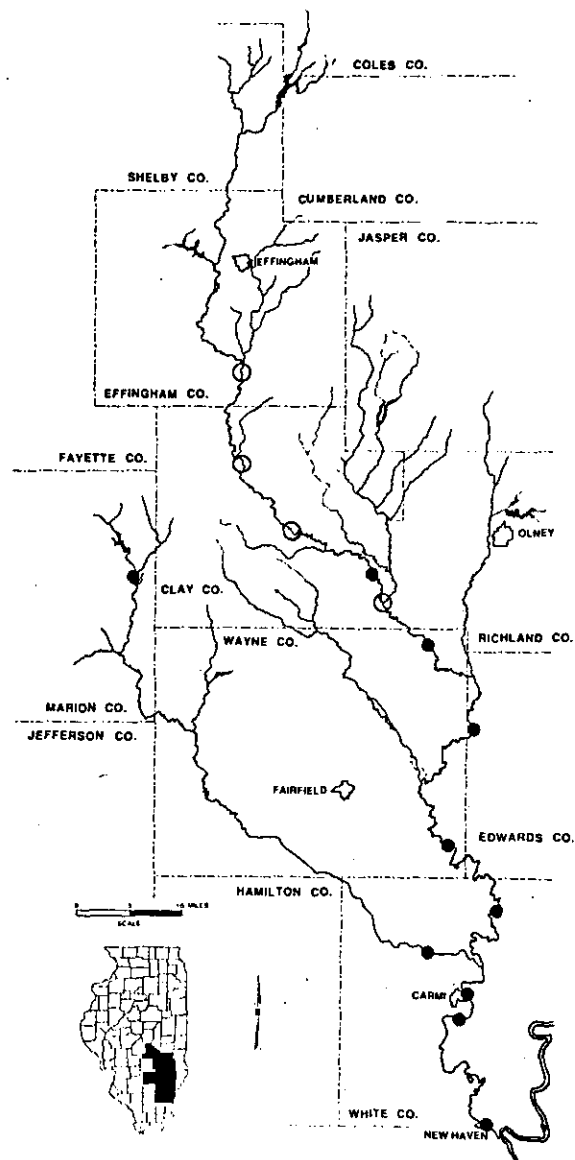 COLES CO.
SHELBY CO.
CUMBERLAND CO.
JASPER CO.
EFFINGHAM
EFFINGHAM CO.
FAYETTE CO.
OLNEY
CLAY CO.
WAYNE CO.
RICHLAND CO.
MARION CO.
JEFFERSON CO.
FAIRFIELD
EDWARDS CO.
HAMILTON CO.
MILES
SCALE
CARMI
WHITE CO.
NEW HAVEN